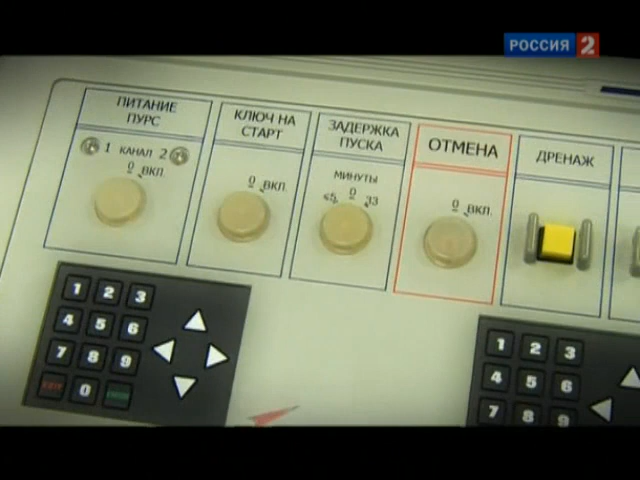 РОССИЯ 2
ПИТАНИЕ
ПУРС
1 КАНАЛ 2
0 ВКЛ.
КЛЮЧ НА
СТАРТ
0 ВКЛ.
ЗАДЕРЖКА
ПУСКА
МИНУТЫ
0
ОТМЕНА
0 ВКЛ.
ДРЕНАЖ
1 2 3
4 5 6
7 8 9
EXIT 0
1 2 3
4 5 6
7 8 9